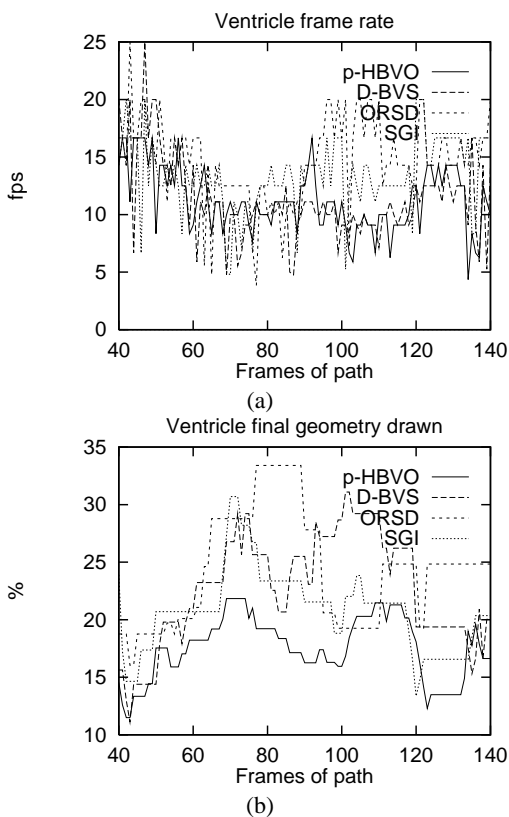 Ventricle frame rate
25
20
15
10
5
0
fps
p-HBVO
D-BVS
ORSD
SGI
40 60 80 100 120 140
Frames of path
(a)
Ventricle final geometry drawn
35
30
25
20
15
10
%
p-HBVO
D-BVS
ORSD
SGI
40 60 80 100 120 140
Frames of path
(b)